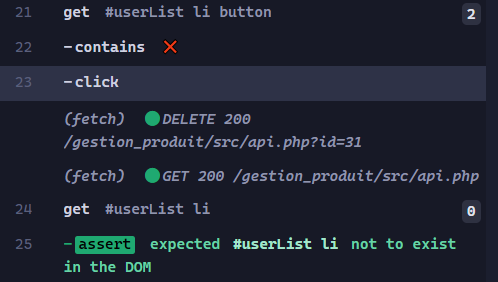 21 get #userList li button 2
22 -contains ❌
23 -click
(fetch) DELETE 200
/gestion_produit/src/api.php?id=31
(fetch) GET 200 /gestion_produit/src/api.php
24 get #userList li 0
25 -assert expected #userList li not to exist
in the DOM